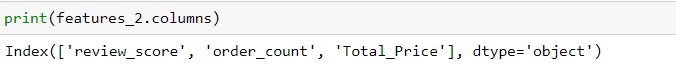 print(features_2.columns)
Index(['review_score', 'order_count', 'Total_Price'], dtype='object')